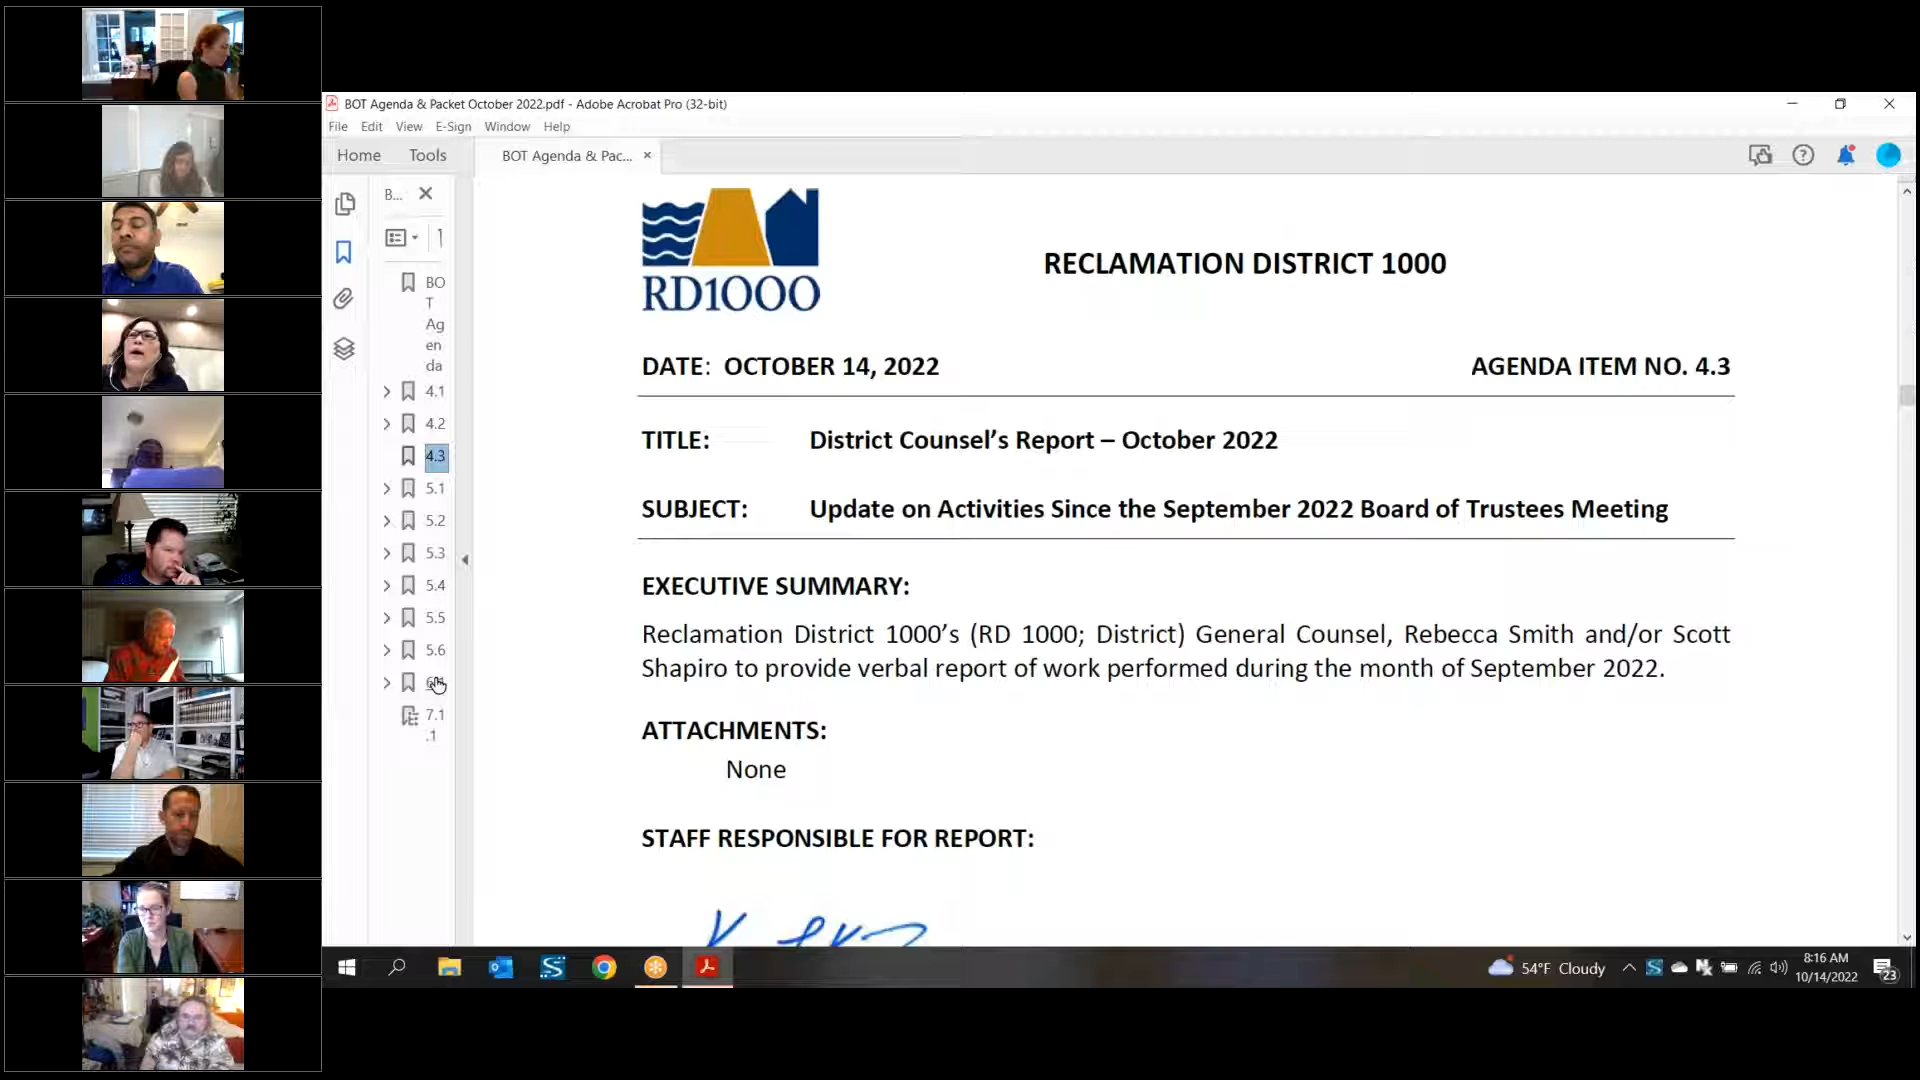 BOT Agenda & Packet October 2022.pdf - Adobe Acrobat Pro (32-bit)
File Edit View E-Sign Window Help
Home Tools BOT Agenda & Pac... ×
B...
BO
T
Ag
en
da
4.1
4.2
4.3
5.1
5.2
5.3
5.4
5.5
5.6
7.1
.1
RD1000
RECLAMATION DISTRICT 1000
DATE: OCTOBER 14, 2022 AGENDA ITEM NO. 4.3
TITLE: District Counsel’s Report – October 2022
SUBJECT: Update on Activities Since the September 2022 Board of Trustees Meeting
EXECUTIVE SUMMARY:
Reclamation District 1000’s (RD 1000; District) General Counsel, Rebecca Smith and/or Scott
Shapiro to provide verbal report of work performed during the month of September 2022.
ATTACHMENTS:
None
STAFF RESPONSIBLE FOR REPORT:
54°F Cloudy
8:16 AM
10/14/2022
23